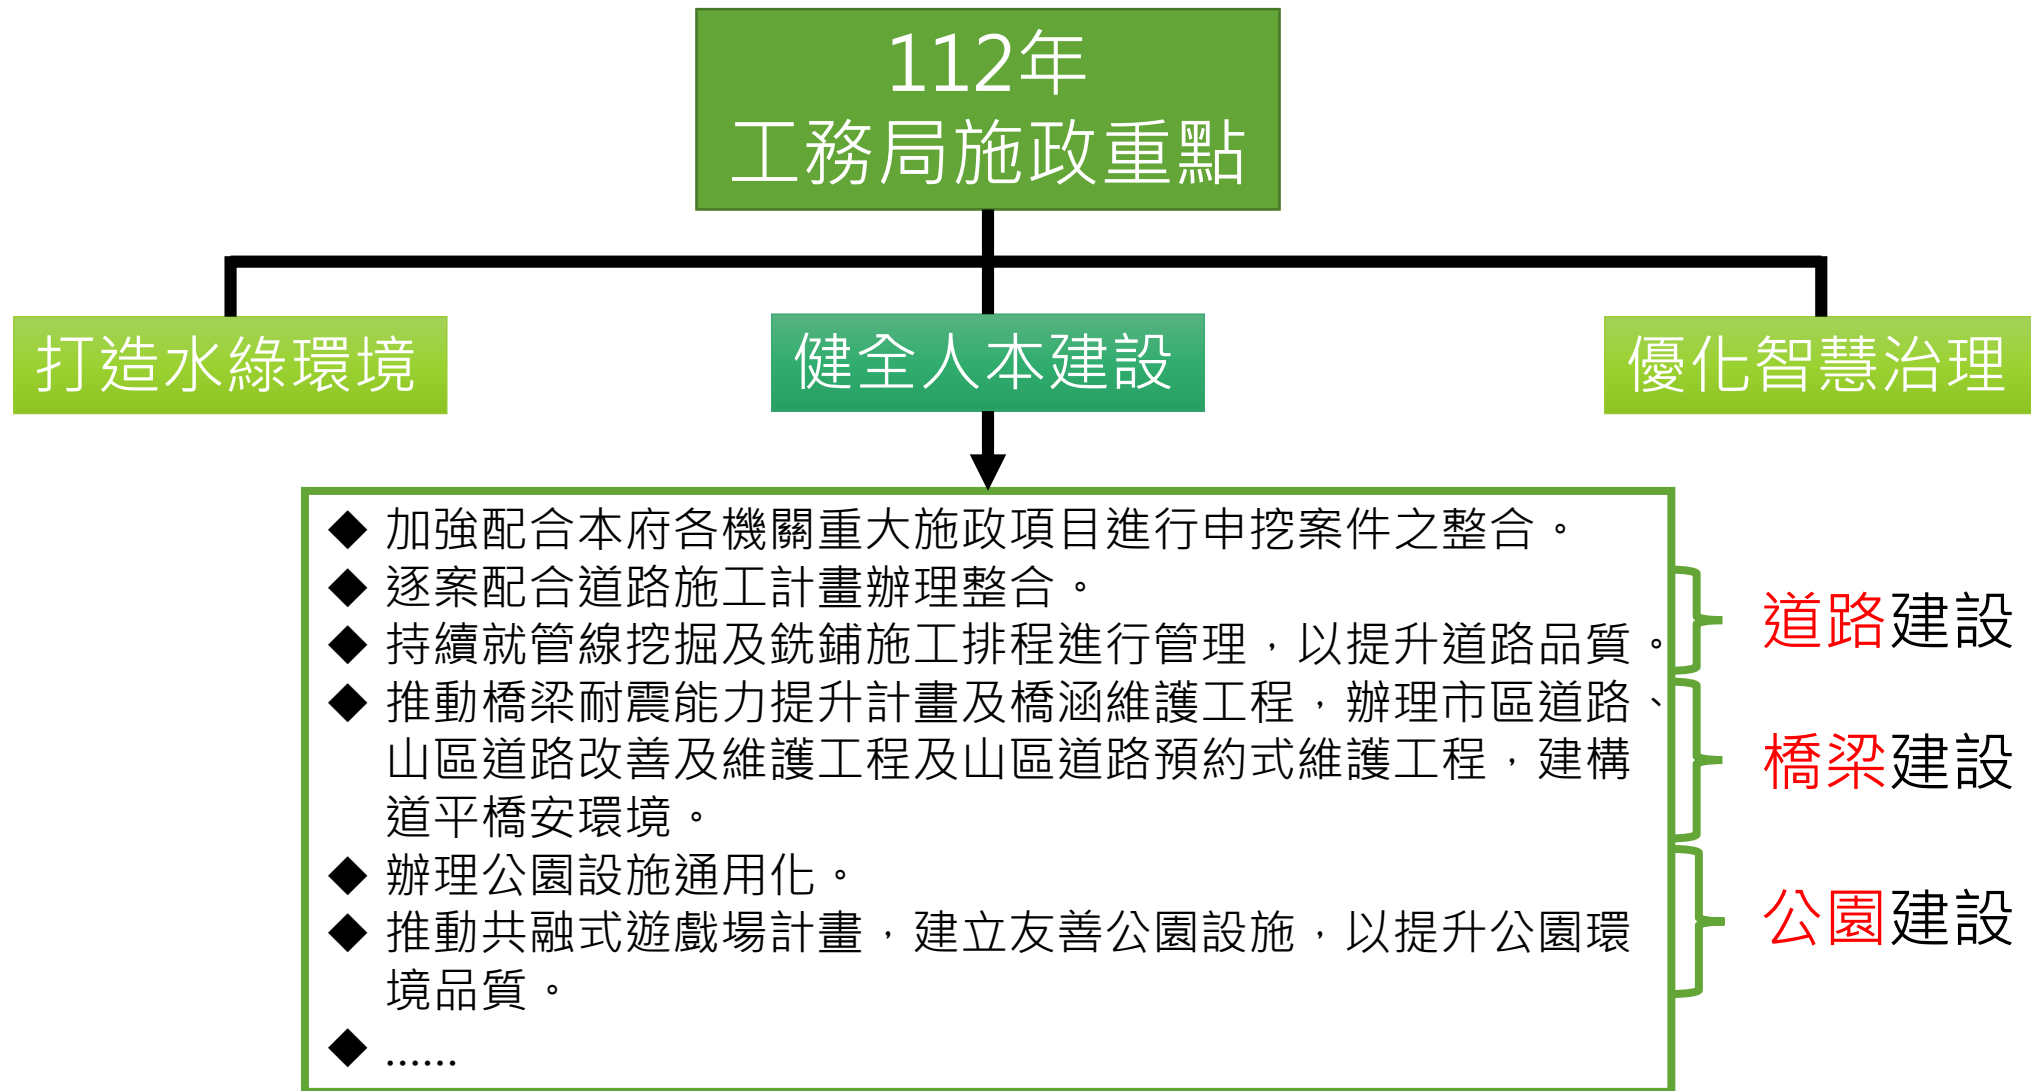 112年
工務局施政重點
打造水綠環境
健全人本建設
優化智慧治理
◆ 加強配合本府各機關重大施政項目進行申挖案件之整合。
◆ 逐案配合道路施工計畫辦理整合。
◆ 持續就管線挖掘及銑鋪施工排程進行管理，以提升道路品質。
◆ 推動橋梁耐震能力提升計畫及橋涵維護工程，辦理市區道路、
山區道路改善及維護工程及山區道路預約式維護工程，建構
道平橋安環境。
◆ 辦理公園設施通用化。
◆ 推動共融式遊戲場計畫，建立友善公園設施，以提升公園環
境品質。
◆ ……
道路建設
橋梁建設
公園建設